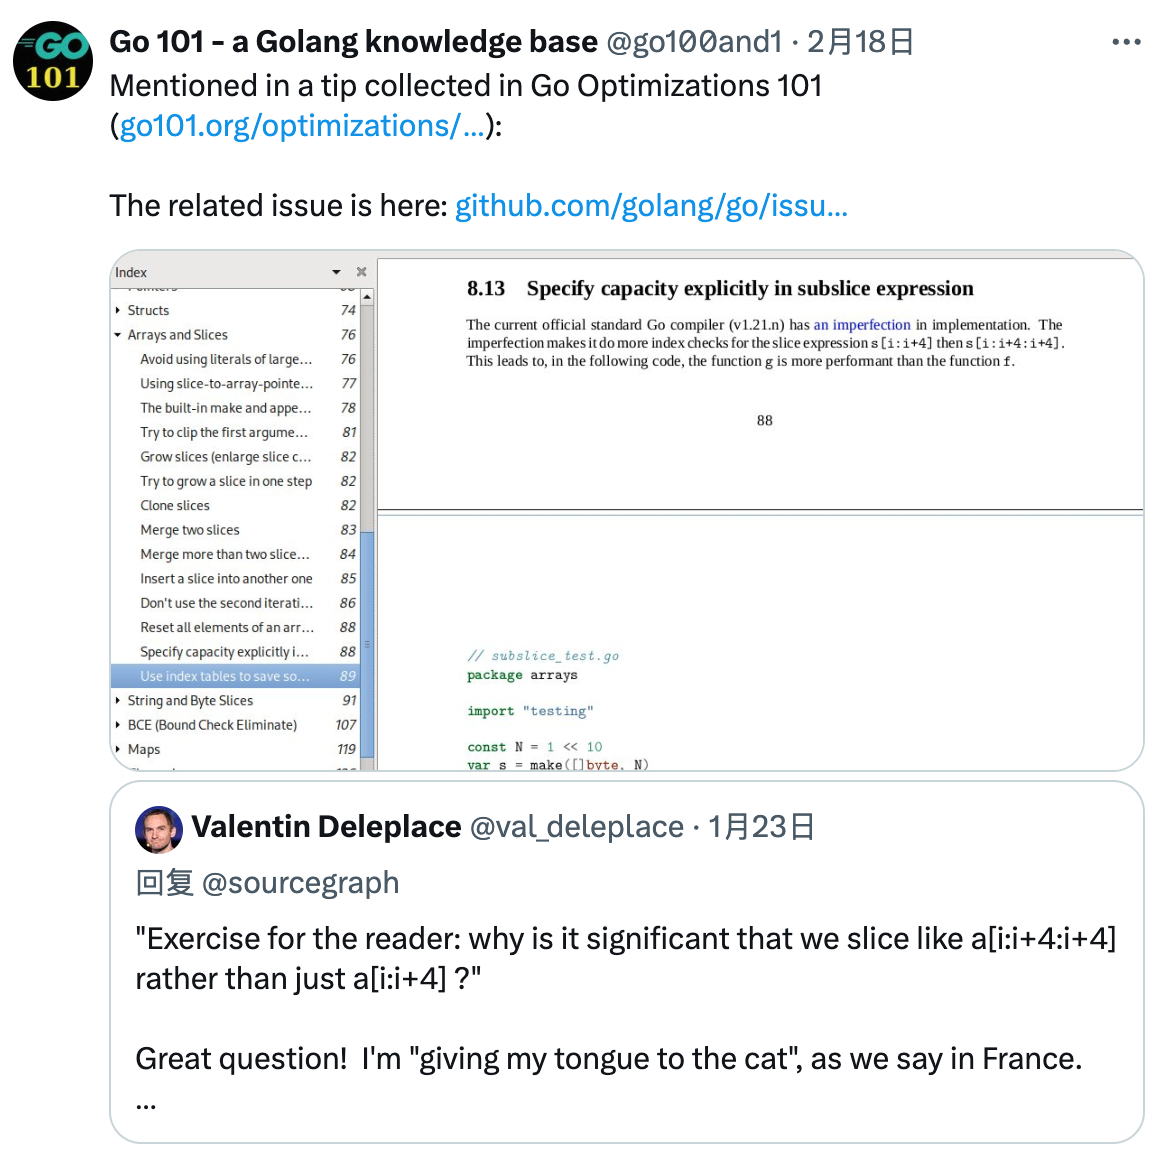 GO
101
Go 101 - a Golang knowledge base @go100and1 · 2月18日
Mentioned in a tip collected in Go Optimizations 101
(go101.org/optimizations/…):
The related issue is here: github.com/golang/go/issu…
Index
Structs 74
Arrays and Slices 76
Avoid using literals of large… 76
Using slice-to-array-pointe… 77
The built-in make and appe… 78
Try to clip the first argume… 81
Grow slices (enlarge slice c… 82
Try to grow a slice in one step 82
Clone slices 82
Merge two slices 83
Merge more than two slice… 84
Insert a slice into another one 85
Don't use the second iterati… 86
Reset all elements of an arr… 88
Specify capacity explicitly i… 88
Use index tables to save so… 89
String and Byte Slices 91
BCE (Bound Check Eliminate) 107
Maps 119
8.13 Specify capacity explicitly in subslice expression
The current official standard Go compiler (v1.21.n) has an imperfection in implementation. The
imperfection makes it do more index checks for the slice expression s[i:i+4] then s[i:i+4:i+4].
This leads to, in the following code, the function g is more performant than the function f.
88
// subslice_test.go
package arrays
import "testing"
const N = 1 << 10
var s = make([]byte, N)
Valentin Deleplace @val_deleplace · 1月23日
回复 @sourcegraph
"Exercise for the reader: why is it significant that we slice like a[i:i+4:i+4]
rather than just a[i:i+4] ?"
Great question! I'm "giving my tongue to the cat", as we say in France.
...